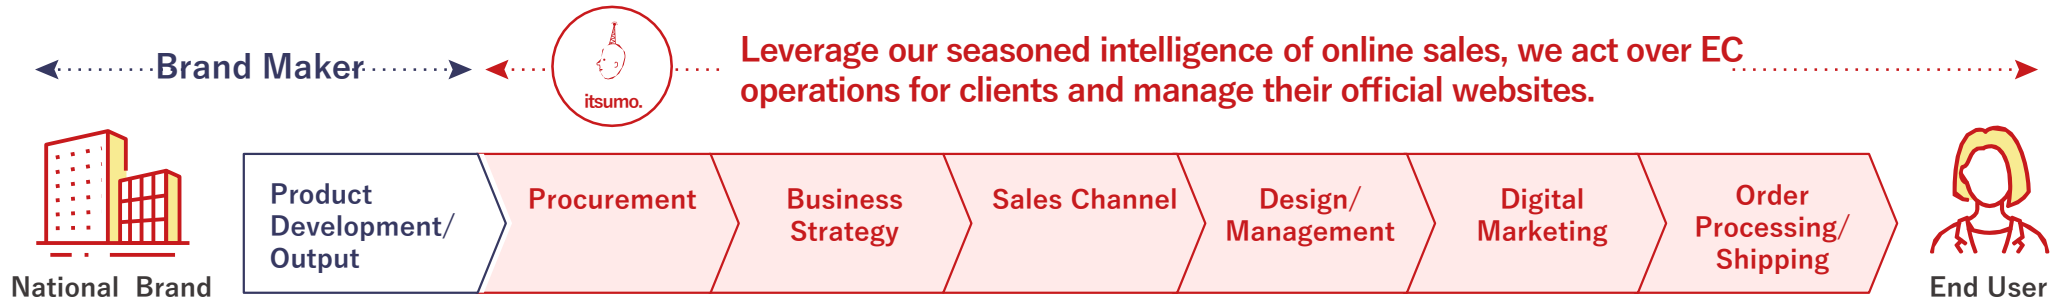 Brand Maker
itsumo.
Leverage our seasoned intelligence of online sales, we act over EC
operations for clients and manage their official websites.
National Brand
Product
Development/
Output
Procurement
Business
Strategy
Sales Channel
Design/
Management
Digital
Marketing
Order
Processing/
Shipping
End User